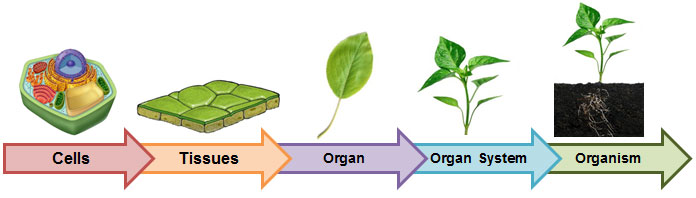 Cells
Tissues
Organ
Organ System
Organism